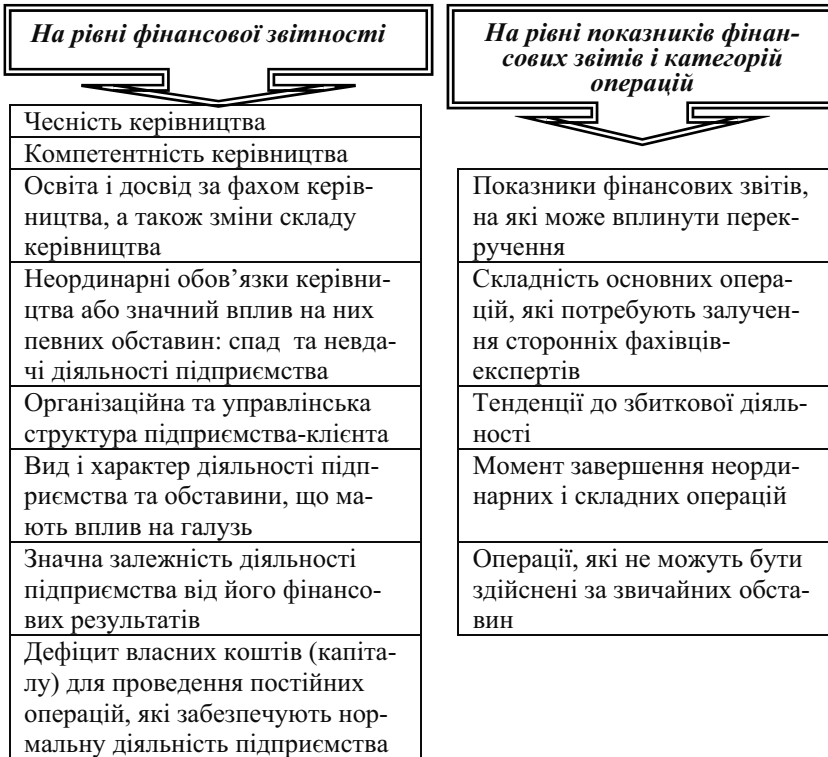 На рівні фінансової звітності
Чесність керівництва
Компетентність керівництва
Освіта і досвід за фахом керів-
ництва, а також зміни складу
керівництва
Неординарні обов’язки керівни-
цтва або значний вплив на них
певних обставин: спад та невда-
чі діяльності підприємства
Організаційна та управлінська
структура підприємства-клієнта
Вид і характер діяльності підп-
риємства та обставини, що ма-
ють вплив на галузь
Значна залежність діяльності
підприємства від його фінансо-
вих результатів
Дефіцит власних коштів (капіта-
лу) для проведення постійних
операцій, які забезпечують нор-
мальну діяльність підприємства
На рівні показників фінан-
сових звітів і категорій
операцій
Показники фінансових звітів,
на які може вплинути перек-
ручення
Складність основних опера-
цій, які потребують залучен-
ня сторонніх фахівців-
експертів
Тенденції до збиткової діяль-
ності
Момент завершення неорди-
нарних і складних операцій
Операції, які не можуть бути
здійснені за звичайних обста-
вин